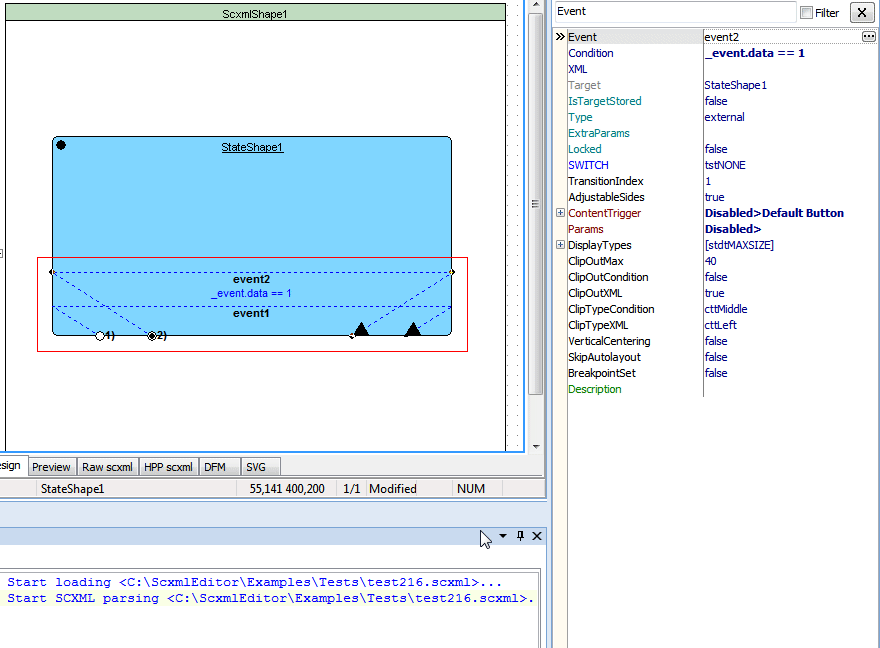 ScxmlShape1
StateShape1
event2
_event.data == 1
event1
1)
2)
esign Preview Raw scxml HPP scxml DFM SVG
StateShape1 55,141 400,200 1/1 Modified NUM
Start loading <C:\ScxmlEditor\Examples\Tests\test216.scxml>...
Start SCXML parsing <C:\ScxmlEditor\Examples\Tests\test216.scxml>.
Event Filter X
Event event2
Condition _event.data == 1
XML
Target StateShape1
IsTargetStored false
Type external
ExtraParams
Locked false
SWITCH tstNONE
TransitionIndex 1
AdjustableSides true
ContentTrigger Disabled>Default Button
Params Disabled>
DisplayTypes [stdtMAXSIZE]
ClipOutMax 40
ClipOutCondition false
ClipOutXML true
ClipTypeCondition cttMiddle
ClipTypeXML cttLeft
VerticalCentering false
SkipAutolayout false
BreakpointSet false
Description